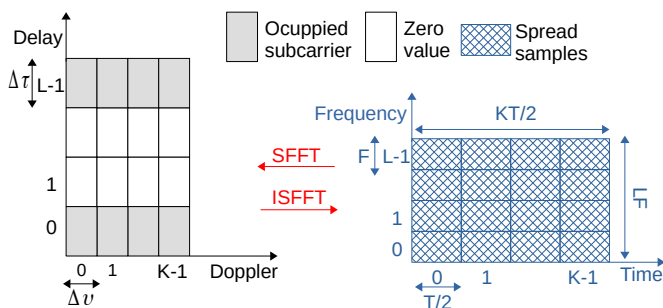 Delay
Ocuppied
subcarrier
Zero
value
Spread
samples
Δτ
L-1
1
0
0
1
K-1
Doppler
Δυ
SFFT
ISFFT
Frequency
KT/2
F
L-1
1
0
LF
0
1
K-1
Time
T/2